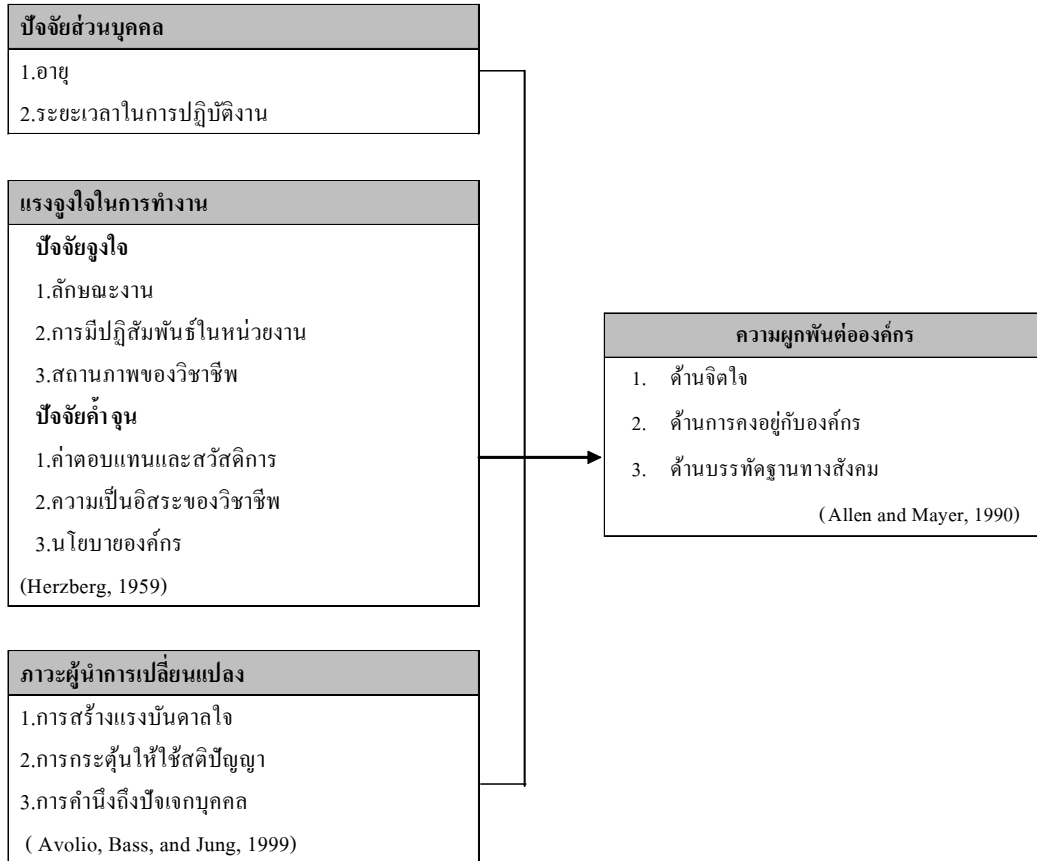 ปัจจัยส่วนบุคคล
1.อายุ
2.ระยะเวลาในการปฏิบัติงาน
แรงจูงใจในการทำงาน
ปัจจัยจูงใจ
1.ลักษณะงาน
2.การมีปฏิสัมพันธ์ในหน่วยงาน
3.สถานภาพของวิชาชีพ
ปัจจัยค้ำจุน
1.ค่าตอบแทนและสวัสดิการ
2.ความเป็นอิสระของวิชาชีพ
3.นโยบายองค์กร
(Herzberg, 1959)
ภาวะผู้นำการเปลี่ยนแปลง
1.การสร้างแรงบันดาลใจ
2.การกระตุ้นให้ใช้สติปัญญา
3.การคำนึงถึงปัจเจกบุคคล
( Avolio, Bass, and Jung, 1999)
ความผูกพันต่อองค์กร
1. ด้านจิตใจ
2. ด้านการคงอยู่กับองค์กร
3. ด้านบรรทัดฐานทางสังคม
(Allen and Mayer, 1990)